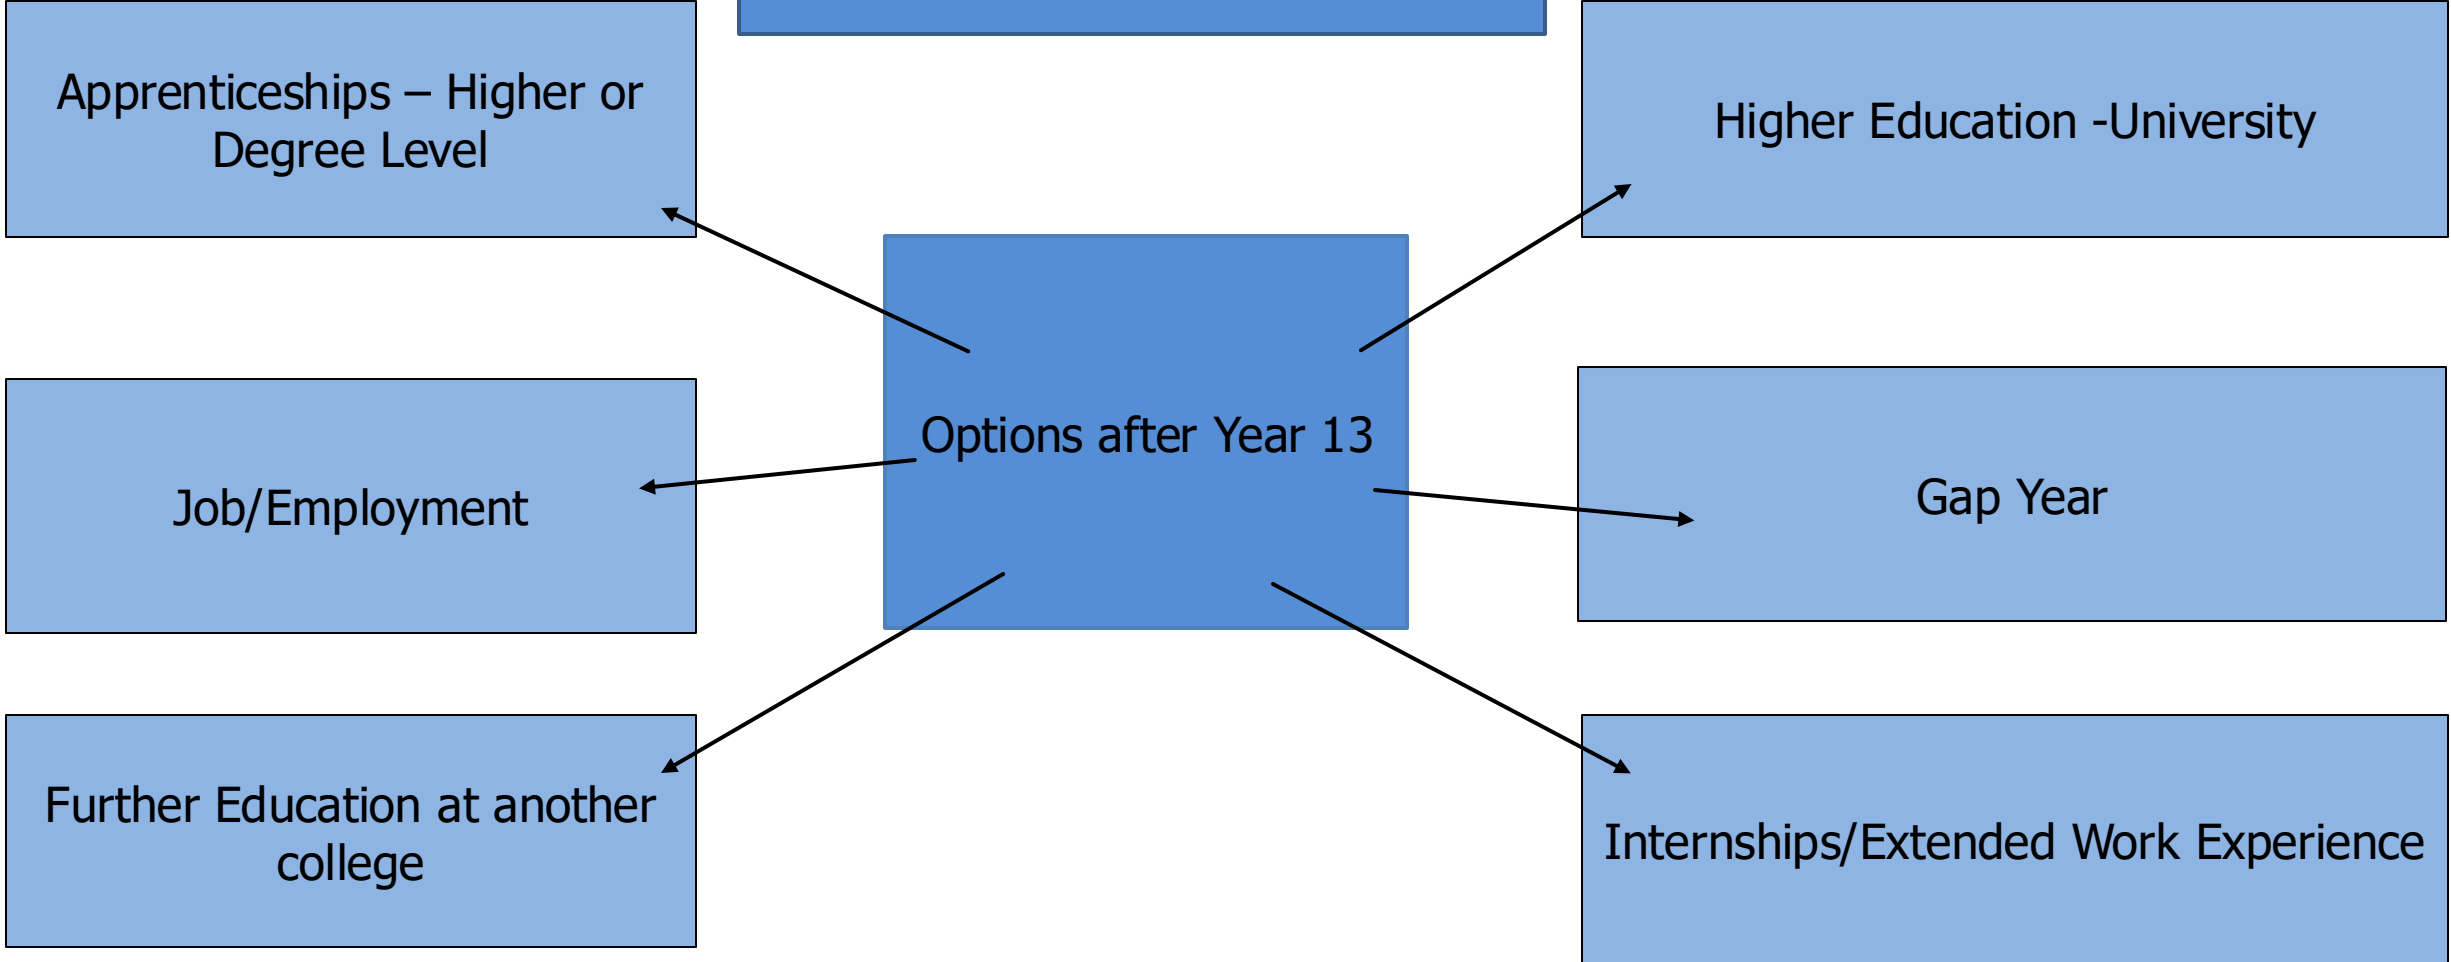 Apprenticeships – Higher or
Degree Level
Higher Education -University
Options after Year 13
Job/Employment
Gap Year
Further Education at another
college
Internships/Extended Work Experience